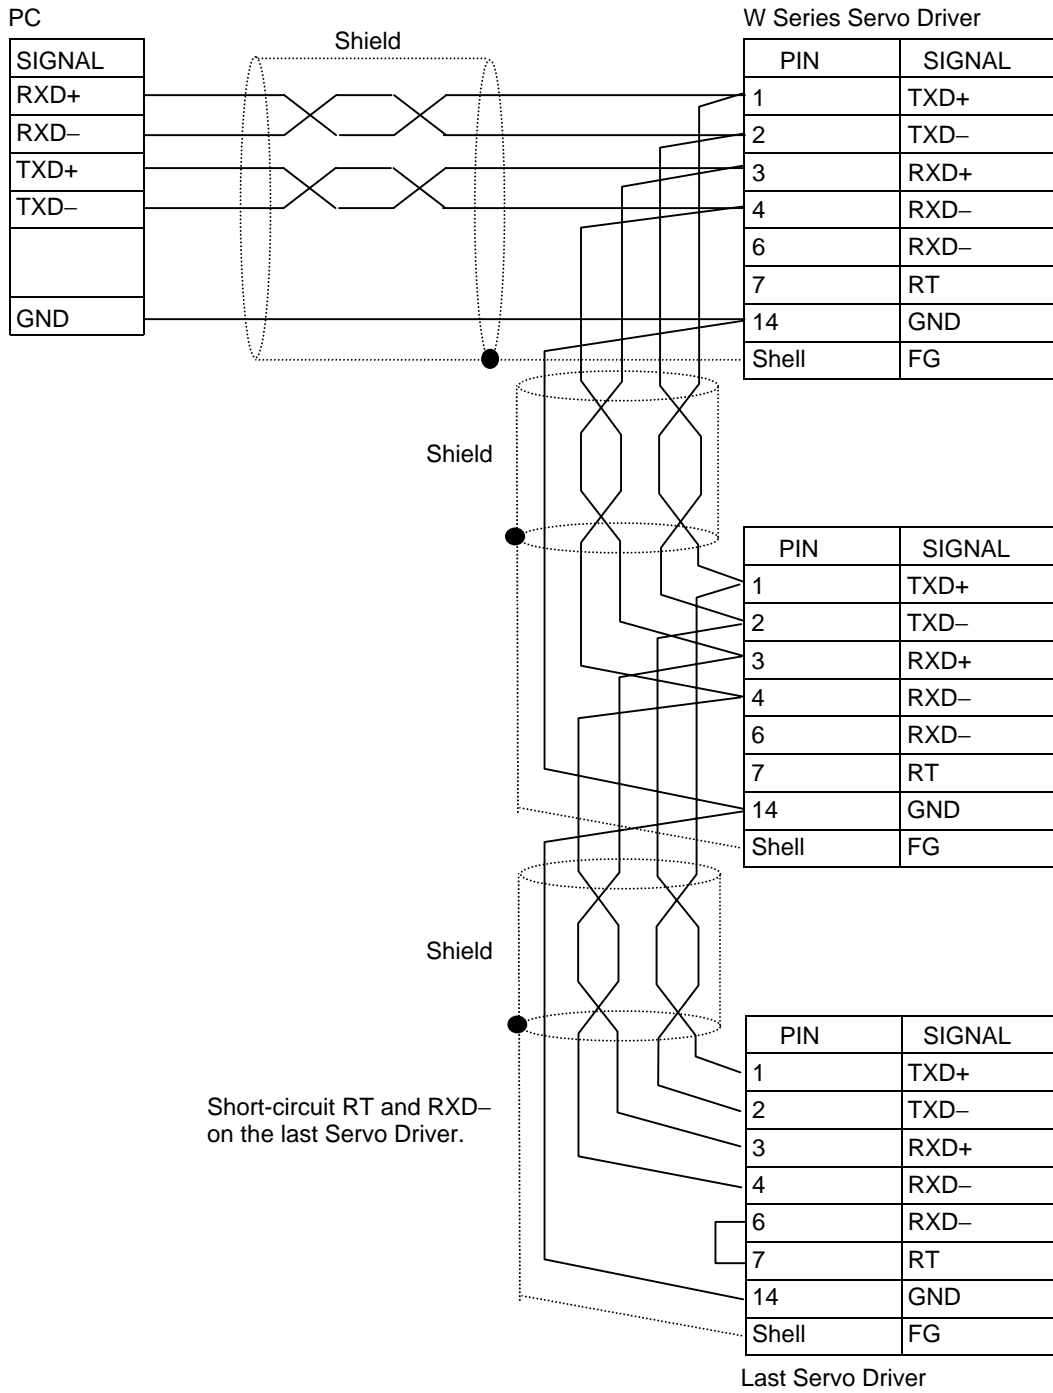 PC
SIGNAL
RXD+
RXD−
TXD+
TXD−
GND
Shield
W Series Servo Driver
PIN SIGNAL
1 TXD+
2 TXD−
3 RXD+
4 RXD−
6 RXD−
7 RT
14 GND
Shell FG
Shield
PIN SIGNAL
1 TXD+
2 TXD−
3 RXD+
4 RXD−
6 RXD−
7 RT
14 GND
Shell FG
Shield
Short-circuit RT and RXD−
on the last Servo Driver.
PIN SIGNAL
1 TXD+
2 TXD−
3 RXD+
4 RXD−
6 RXD−
7 RT
14 GND
Shell FG
Last Servo Driver